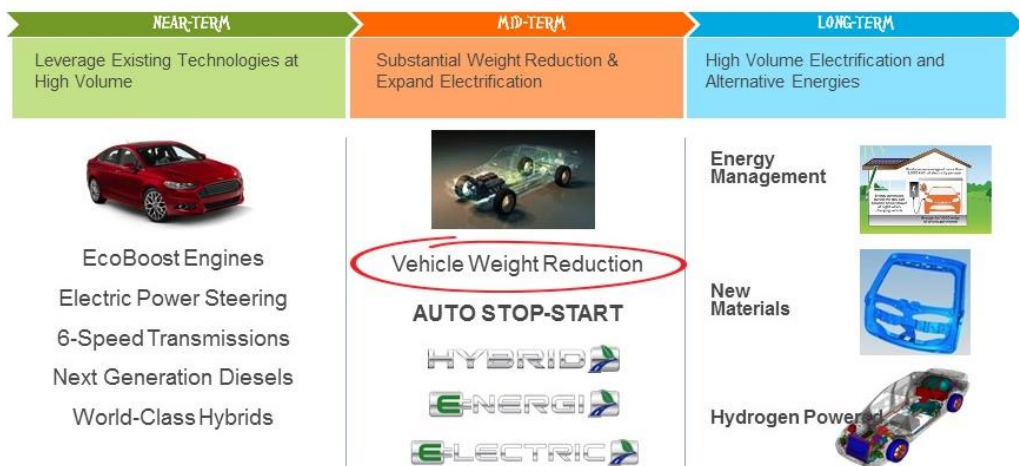 NEAR-TERM
MID-TERM
LONG-TERM
Leverage Existing Technologies at
High Volume
Substantial Weight Reduction &
Expand Electrification
High Volume Electrification and
Alternative Energies
EcoBoost Engines
Electric Power Steering
6-Speed Transmissions
Next Generation Diesels
World-Class Hybrids
Vehicle Weight Reduction
AUTO STOP-START
HYBRID
E-NERGI
E-LECTRIC
Energy
Management
New
Materials
Hydrogen Powered